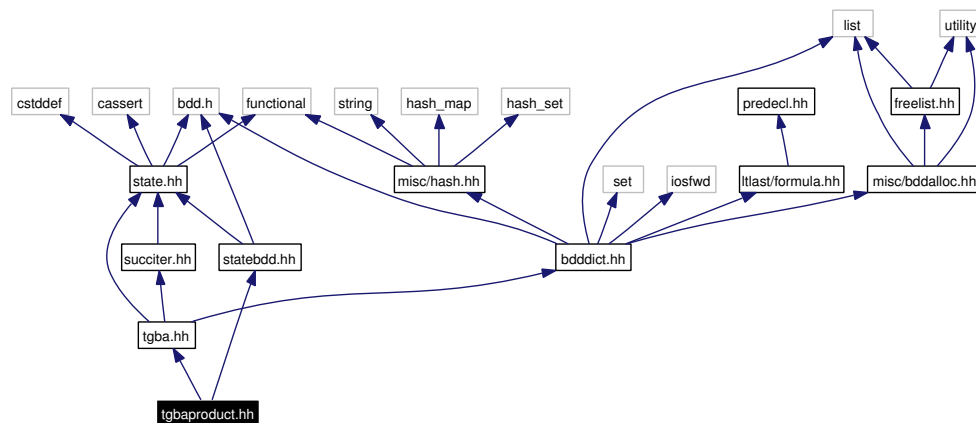 list
utility
cstddef
cassert
bdd.h
functional
string
hash_map
hash_set
predecl.hh
freelist.hh
state.hh
misc/hash.hh
set
iosfwd
ltlast/formula.hh
misc/bddalloc.hh
succiter.hh
statebdd.hh
bdddict.hh
tgba.hh
tgbaproduct.hh